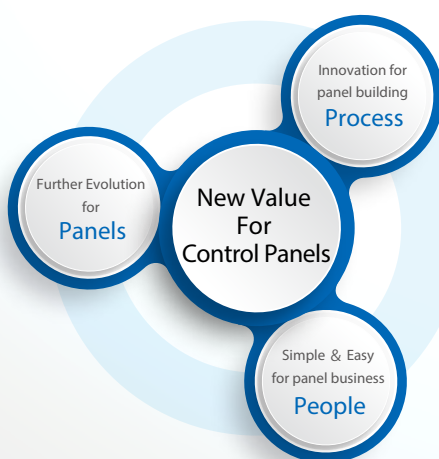 Innovation for
panel building
Process
Further Evolution
for
Panels
New Value
For
Control Panels
Simple & Easy
for panel business
People